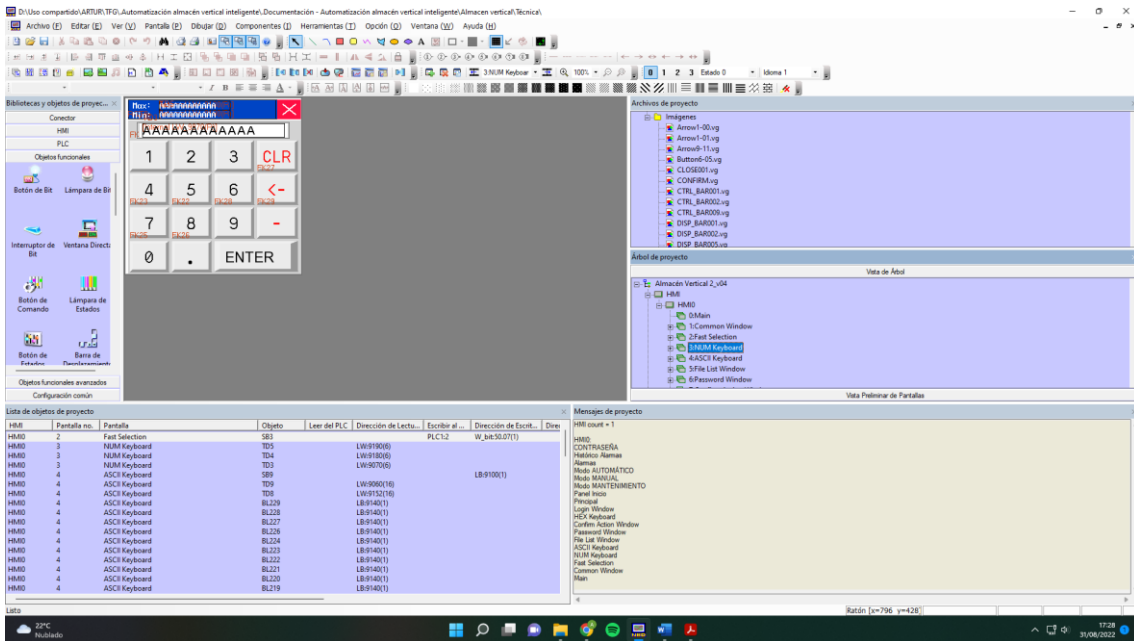 D:\Uso compartido\ARTUR\TFG\.Automatización almacén vertical inteligente\.Documentación - Automatización almacén vertical inteligente\Almacen vertical\Técnica\
Archivo (F) Editar (E) Ver (V) Pantalla (P) Dibujar (D) Componentes (I) Herramientas (T) Opción (O) Ventana (W) Ayuda (H)
3:NUM Keyboar 100% 0 1 2 3 Estado 0 Idioma 1
Bibliotecas y objetos de proyec...
Conector
HMI
PLC
Objetos funcionales
Botón de Bit Lámpara de Bit
Interruptor de Bit Ventana Directa
Botón de Comando Lámpara de Estados
Botón de Estados Barra de Desplazamiento
Objetos funcionales avanzados
Configuración común
Max:
Min:
AAAAAAAAAAAA
1 2 3 CLR
FK27
4 5 6 <-
FK23 FK22 FK28 FK29
7 8 9 -
FK25 FK26
0 . ENTER
Archivos de proyecto
Imágenes
Arrow1-00.vg
Arrow1-01.vg
Arrow9-11.vg
Button6-05.vg
CLOSE001.vg
CONFIRM.vg
CTRL_BAR001.vg
CTRL_BAR002.vg
CTRL_BAR009.vg
DISP_BAR001.vg
DISP_BAR002.vg
DISP_BAR005.vg
Árbol de proyecto
Vista de Árbol
Almacén Vertical 2_v04
HMI
HMI0
0:Main
1:Common Window
2:Fast Selection
3:NUM Keyboard
4:ASCII Keyboard
5:File List Window
6:Password Window
Vista Preliminar de Pantallas
Lista de objetos de proyecto
HMI Pantalla no. Pantalla Objeto Leer del PLC Dirección de Lectu... Escribir al ... Dirección de Escrit... Direc
HMI0 2 Fast Selection SB3 PLC1:2 W_bit:50.07(1)
HMI0 3 NUM Keyboard TD5 LW:9190(6)
HMI0 3 NUM Keyboard TD4 LW:9180(6)
HMI0 3 NUM Keyboard TD3 LW:9070(6)
HMI0 4 ASCII Keyboard SB9 LB:9100(1)
HMI0 4 ASCII Keyboard TD9 LW:9060(16)
HMI0 4 ASCII Keyboard TD8 LW:9152(16)
HMI0 4 ASCII Keyboard BL229 LB:9140(1)
HMI0 4 ASCII Keyboard BL228 LB:9140(1)
HMI0 4 ASCII Keyboard BL227 LB:9140(1)
HMI0 4 ASCII Keyboard BL226 LB:9140(1)
HMI0 4 ASCII Keyboard BL224 LB:9140(1)
HMI0 4 ASCII Keyboard BL223 LB:9140(1)
HMI0 4 ASCII Keyboard BL222 LB:9140(1)
HMI0 4 ASCII Keyboard BL221 LB:9140(1)
HMI0 4 ASCII Keyboard BL220 LB:9140(1)
HMI0 4 ASCII Keyboard BL219 LB:9140(1)
Mensajes de proyecto
HMI count = 1
HMI0:
CONTRASEÑA
Histórico Alarmas
Alarmas
Modo AUTOMÁTICO
Modo MANUAL
Modo MANTENIMIENTO
Panel Inicio
Principal
Login Window
HEX Keyboard
Confirm Action Window
Password Window
File List Window
ASCII Keyboard
NUM Keyboard
Fast Selection
Common Window
Main
Listo
Ratón [x=796 y=428]
22°C
Nublado
17:28
31/08/2022